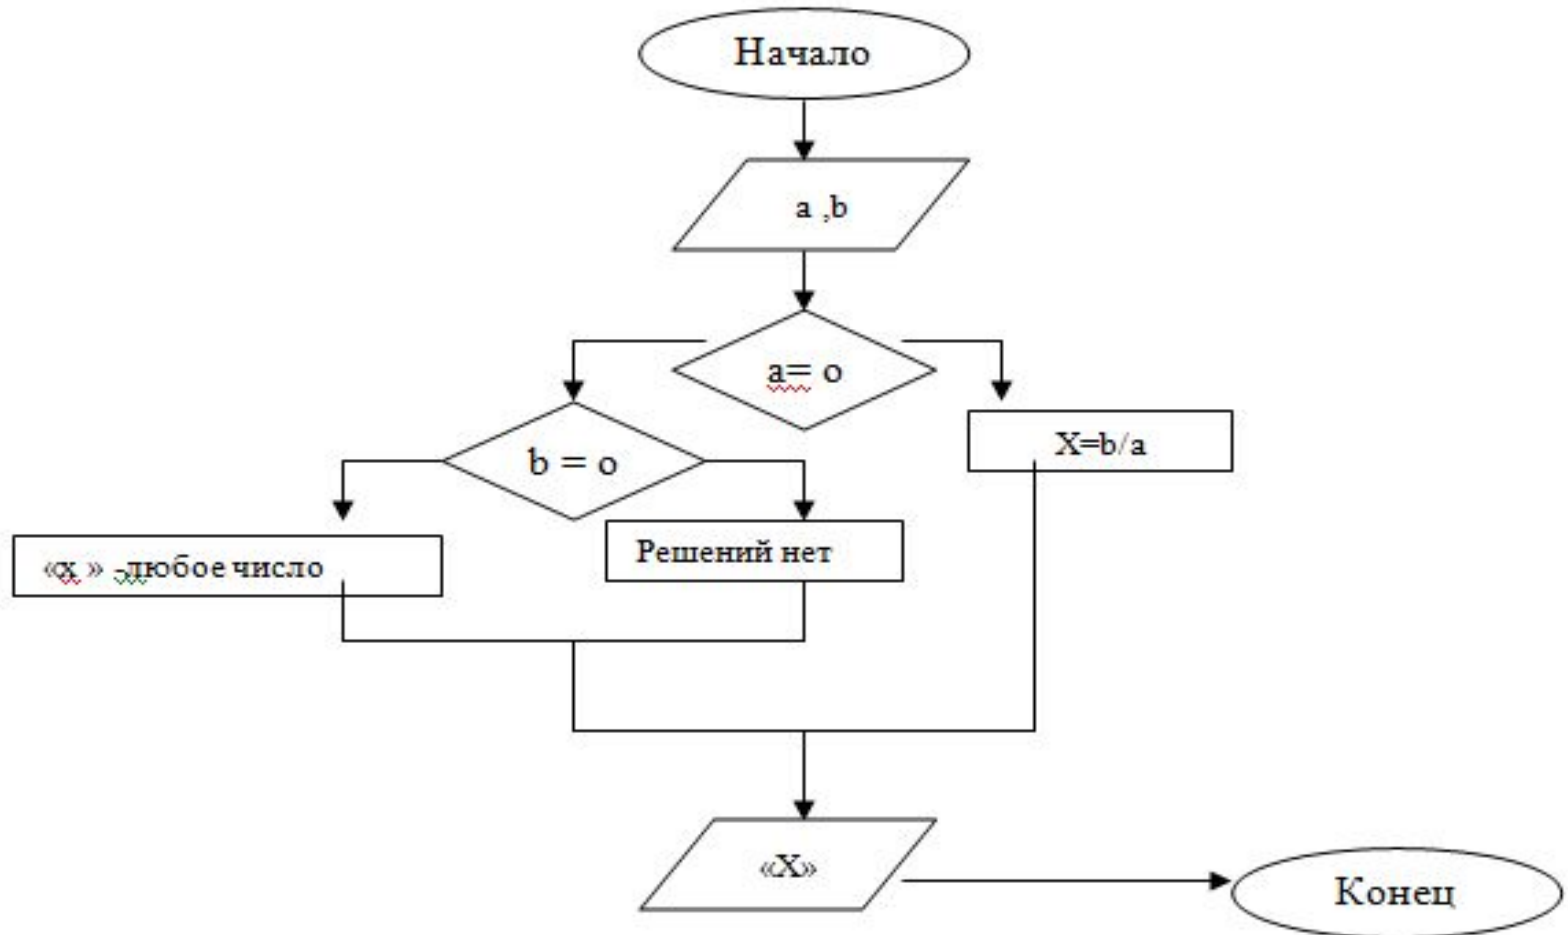 Начало
a ,b
a= o
b = o
X=b/a
«x » -любое число
Решений нет
«X»
Конец